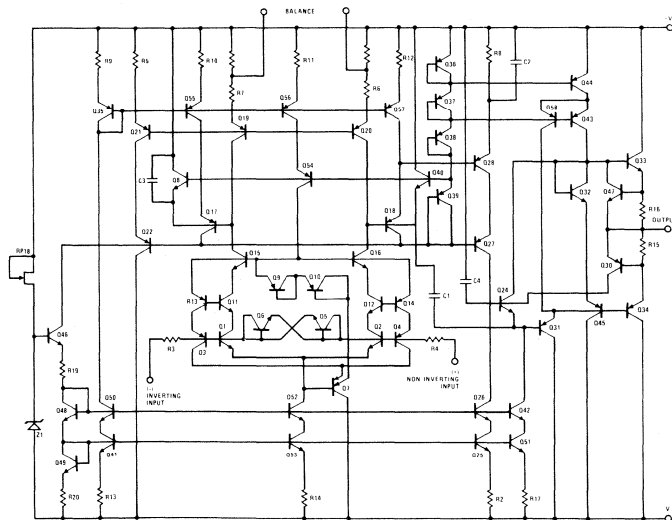 BALANCE
R9
R5
R10
R11
R12
R8
C2
Q36
Q44
R7
R6
Q35
Q55
Q56
Q57
Q37
Q58
Q43
Q21
Q19
Q20
Q38
Q33
Q28
C3
Q8
Q54
Q40
Q39
Q32
Q47
R16
OUTPUT
R15
Q17
Q18
Q22
Q27
Q15
Q16
Q30
RP18
Q9
Q10
C4
Q24
C1
Q11
Q12
Q14
Q6
Q5
Q46
Q1
Q2
Q4
Q31
Q45
Q34
R3
Q3
R4
R19
(-)
INVERTING
INPUT
(+)
NON INVERTING
INPUT
Q7
Q48
Q50
Q52
Q26
Q42
Z1
Q49
Q41
Q53
Q25
Q51
R20
R13
R14
R2
R17